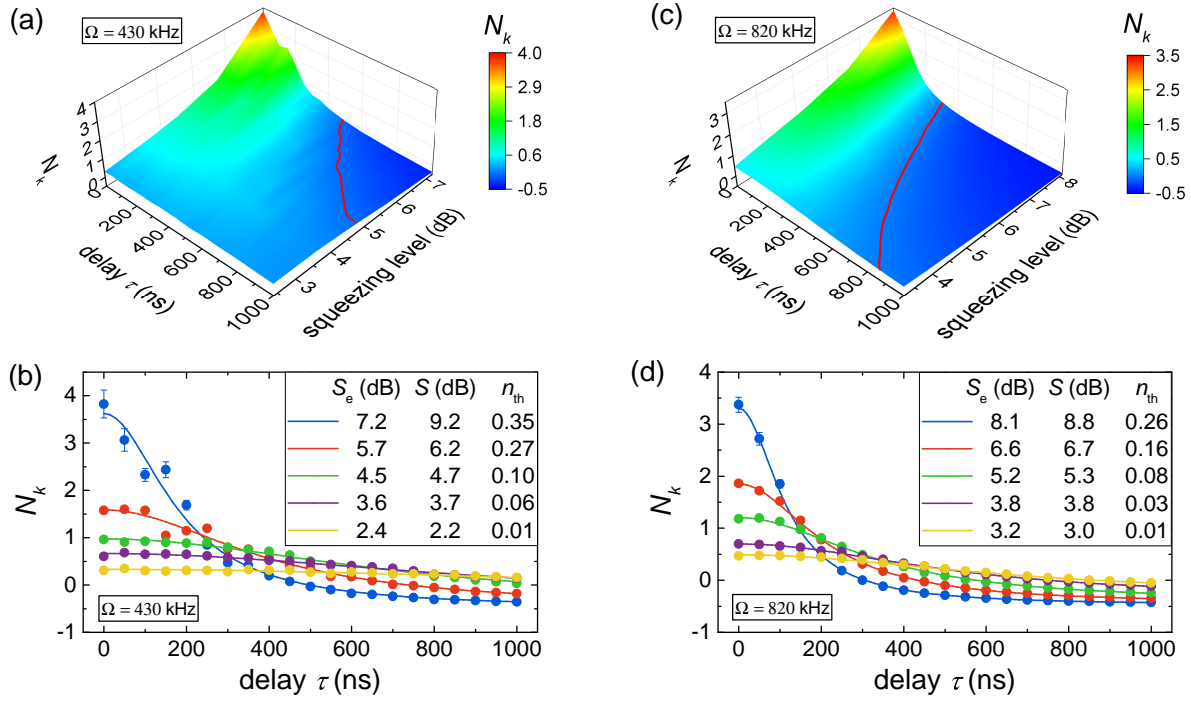 (a)
Ω = 430 kHz
N_k
4.0
2.9
1.8
0.6
-0.5
4
3
2
1
0
N_k
0
200
400
600
800
1000
delay τ (ns)
3
4
5
6
7
squeezing level (dB)
(c)
Ω = 820 kHz
N_k
3.5
2.5
1.5
0.5
-0.5
3
2
1
0
N_k
0
200
400
600
800
1000
delay τ (ns)
4
5
6
7
8
squeezing level (dB)
(b)
S_e (dB) S (dB) n_th
7.2 9.2 0.35
5.7 6.2 0.27
4.5 4.7 0.10
3.6 3.7 0.06
2.4 2.2 0.01
4
3
2
1
0
-1
N_k
Ω = 430 kHz
0 200 400 600 800 1000
delay τ (ns)
(d)
S_e (dB) S (dB) n_th
8.1 8.8 0.26
6.6 6.7 0.16
5.2 5.3 0.08
3.8 3.8 0.03
3.2 3.0 0.01
4
3
2
1
0
-1
N_k
Ω = 820 kHz
0 200 400 600 800 1000
delay τ (ns)